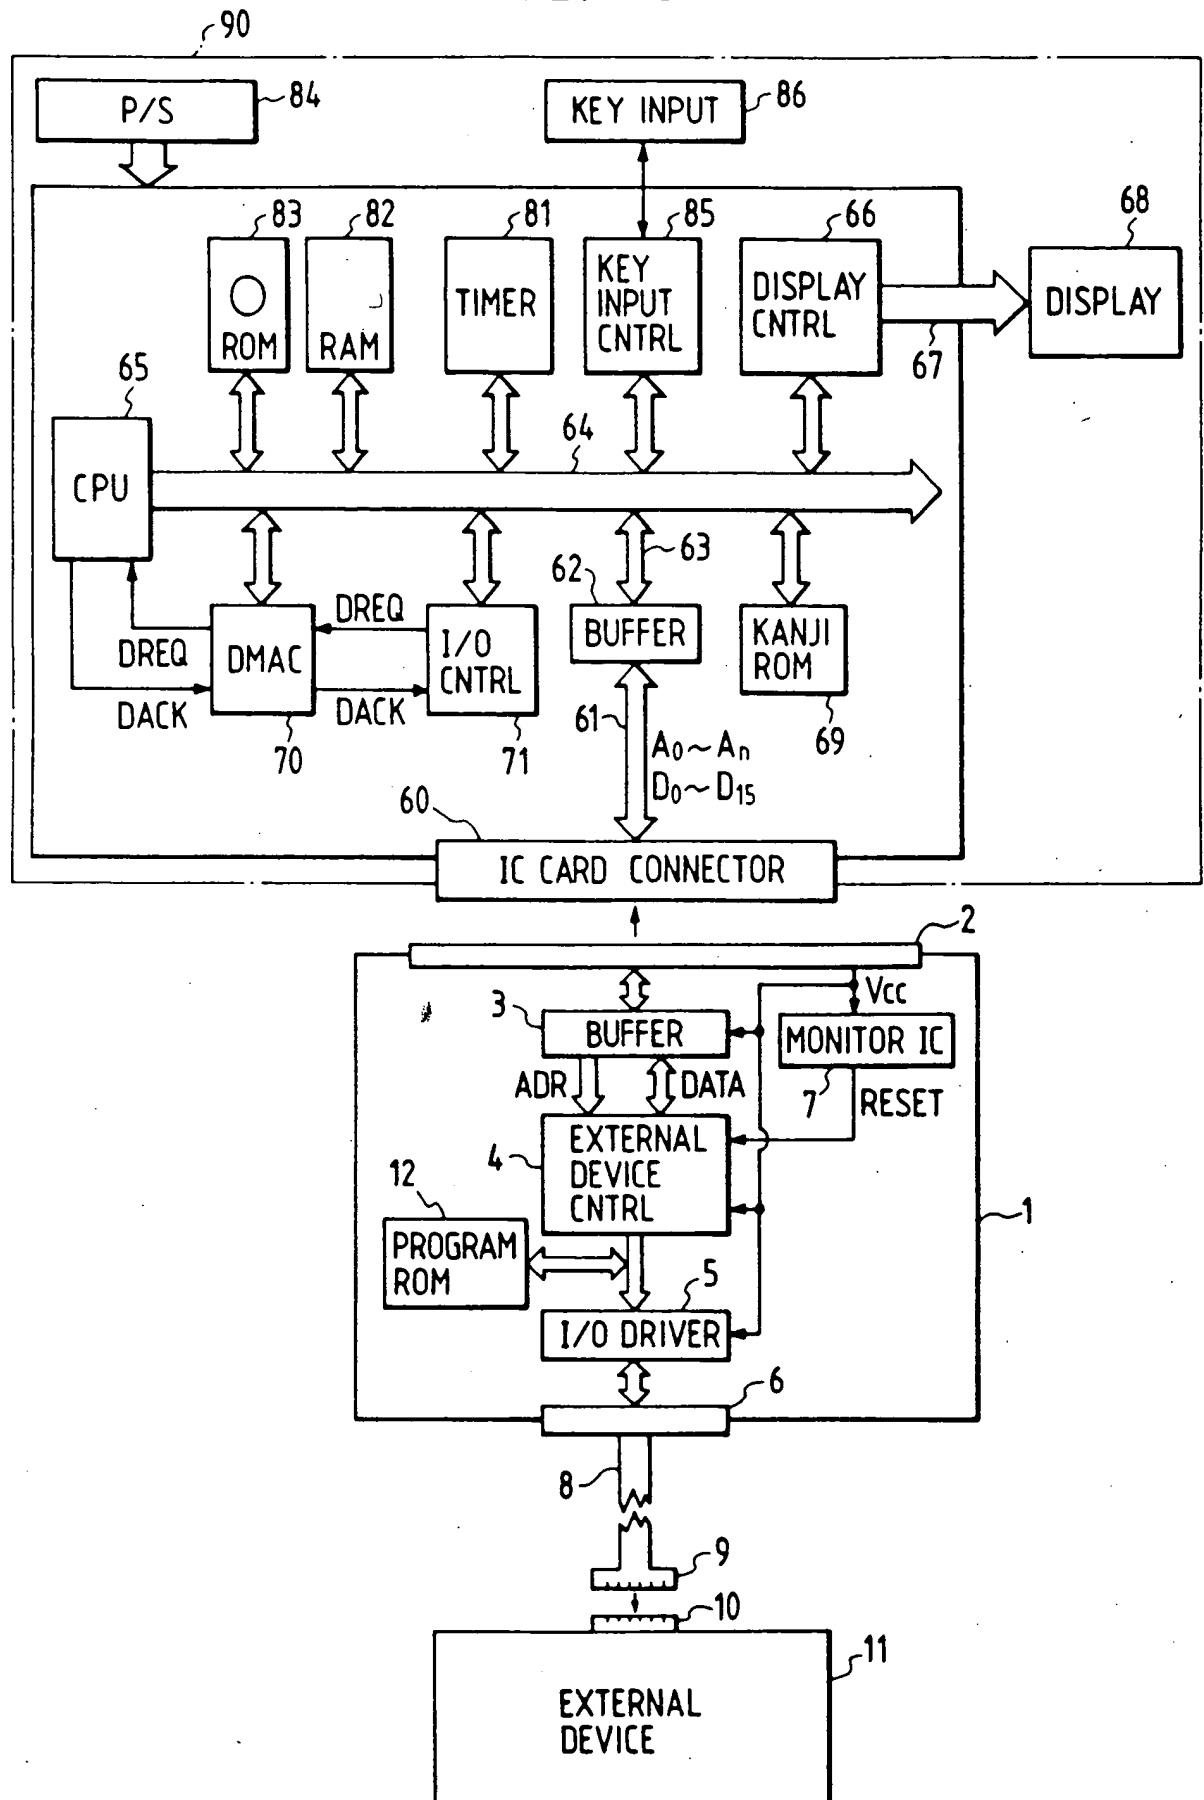 90
P/S
84
KEY INPUT
86
83
82
81
85
66
68
ROM
RAM
TIMER
KEY
INPUT
CNTRL
DISPLAY
CNTRL
DISPLAY
67
65
64
CPU
63
62
DREQ
DREQ
DMAC
I/O
CNTRL
BUFFER
KANJI
ROM
DACK
DACK
70
71
61
69
A0~An
D0~D15
60
IC CARD CONNECTOR
2
3
BUFFER
Vcc
MONITOR IC
ADR
DATA
7
RESET
4
EXTERNAL
DEVICE
CNTRL
12
1
PROGRAM
ROM
5
I/O DRIVER
6
8
9
10
11
EXTERNAL
DEVICE